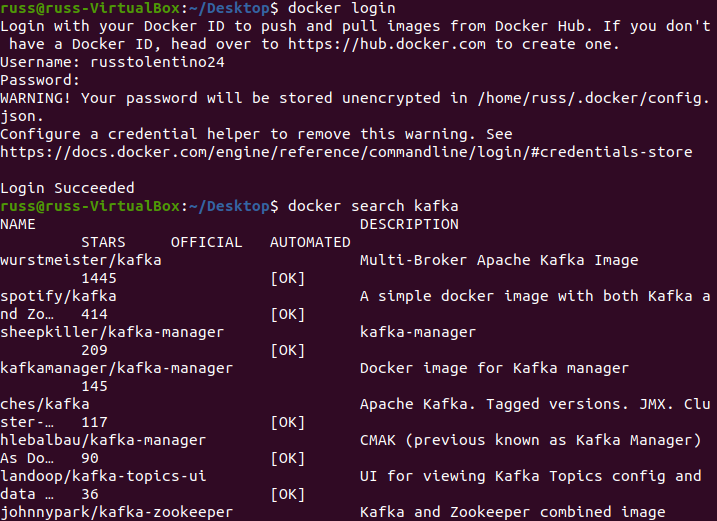 russ@russ-VirtualBox:~/Desktop$ docker login
Login with your Docker ID to push and pull images from Docker Hub. If you don't
 have a Docker ID, head over to https://hub.docker.com to create one.
Username: russtolentino24
Password:
WARNING! Your password will be stored unencrypted in /home/russ/.docker/config.
json.
Configure a credential helper to remove this warning. See
https://docs.docker.com/engine/reference/commandline/login/#credentials-store

Login Succeeded
russ@russ-VirtualBox:~/Desktop$ docker search kafka
NAME                                    DESCRIPTION
         STARS     OFFICIAL   AUTOMATED
wurstmeister/kafka                      Multi-Broker Apache Kafka Image
         1445                 [OK]
spotify/kafka                           A simple docker image with both Kafka a
nd Zo…   414                  [OK]
sheepkiller/kafka-manager               kafka-manager
         209                  [OK]
kafkamanager/kafka-manager              Docker image for Kafka manager
         145
ches/kafka                              Apache Kafka. Tagged versions. JMX. Clu
ster-…   117                  [OK]
hlebalbau/kafka-manager                 CMAK (previous known as Kafka Manager)
As Do…   90                   [OK]
landoop/kafka-topics-ui                 UI for viewing Kafka Topics config and
data …   36                   [OK]
johnnypark/kafka-zookeeper              Kafka and Zookeeper combined image